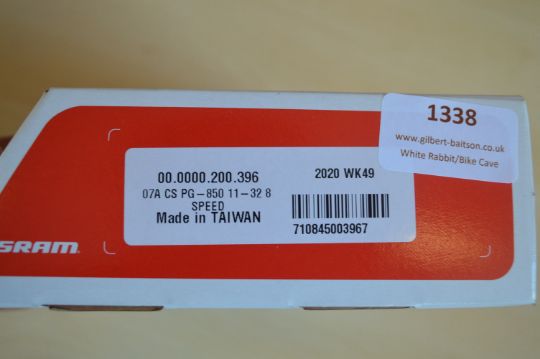 1338
www.gilbert-baitson.co.uk
White Rabbit/Bike Cave
00.0000.200.396
2020 WK49
07A CS PG-850 11-32 8
SPEED
Made in TAIWAN
710845003967
SRAM